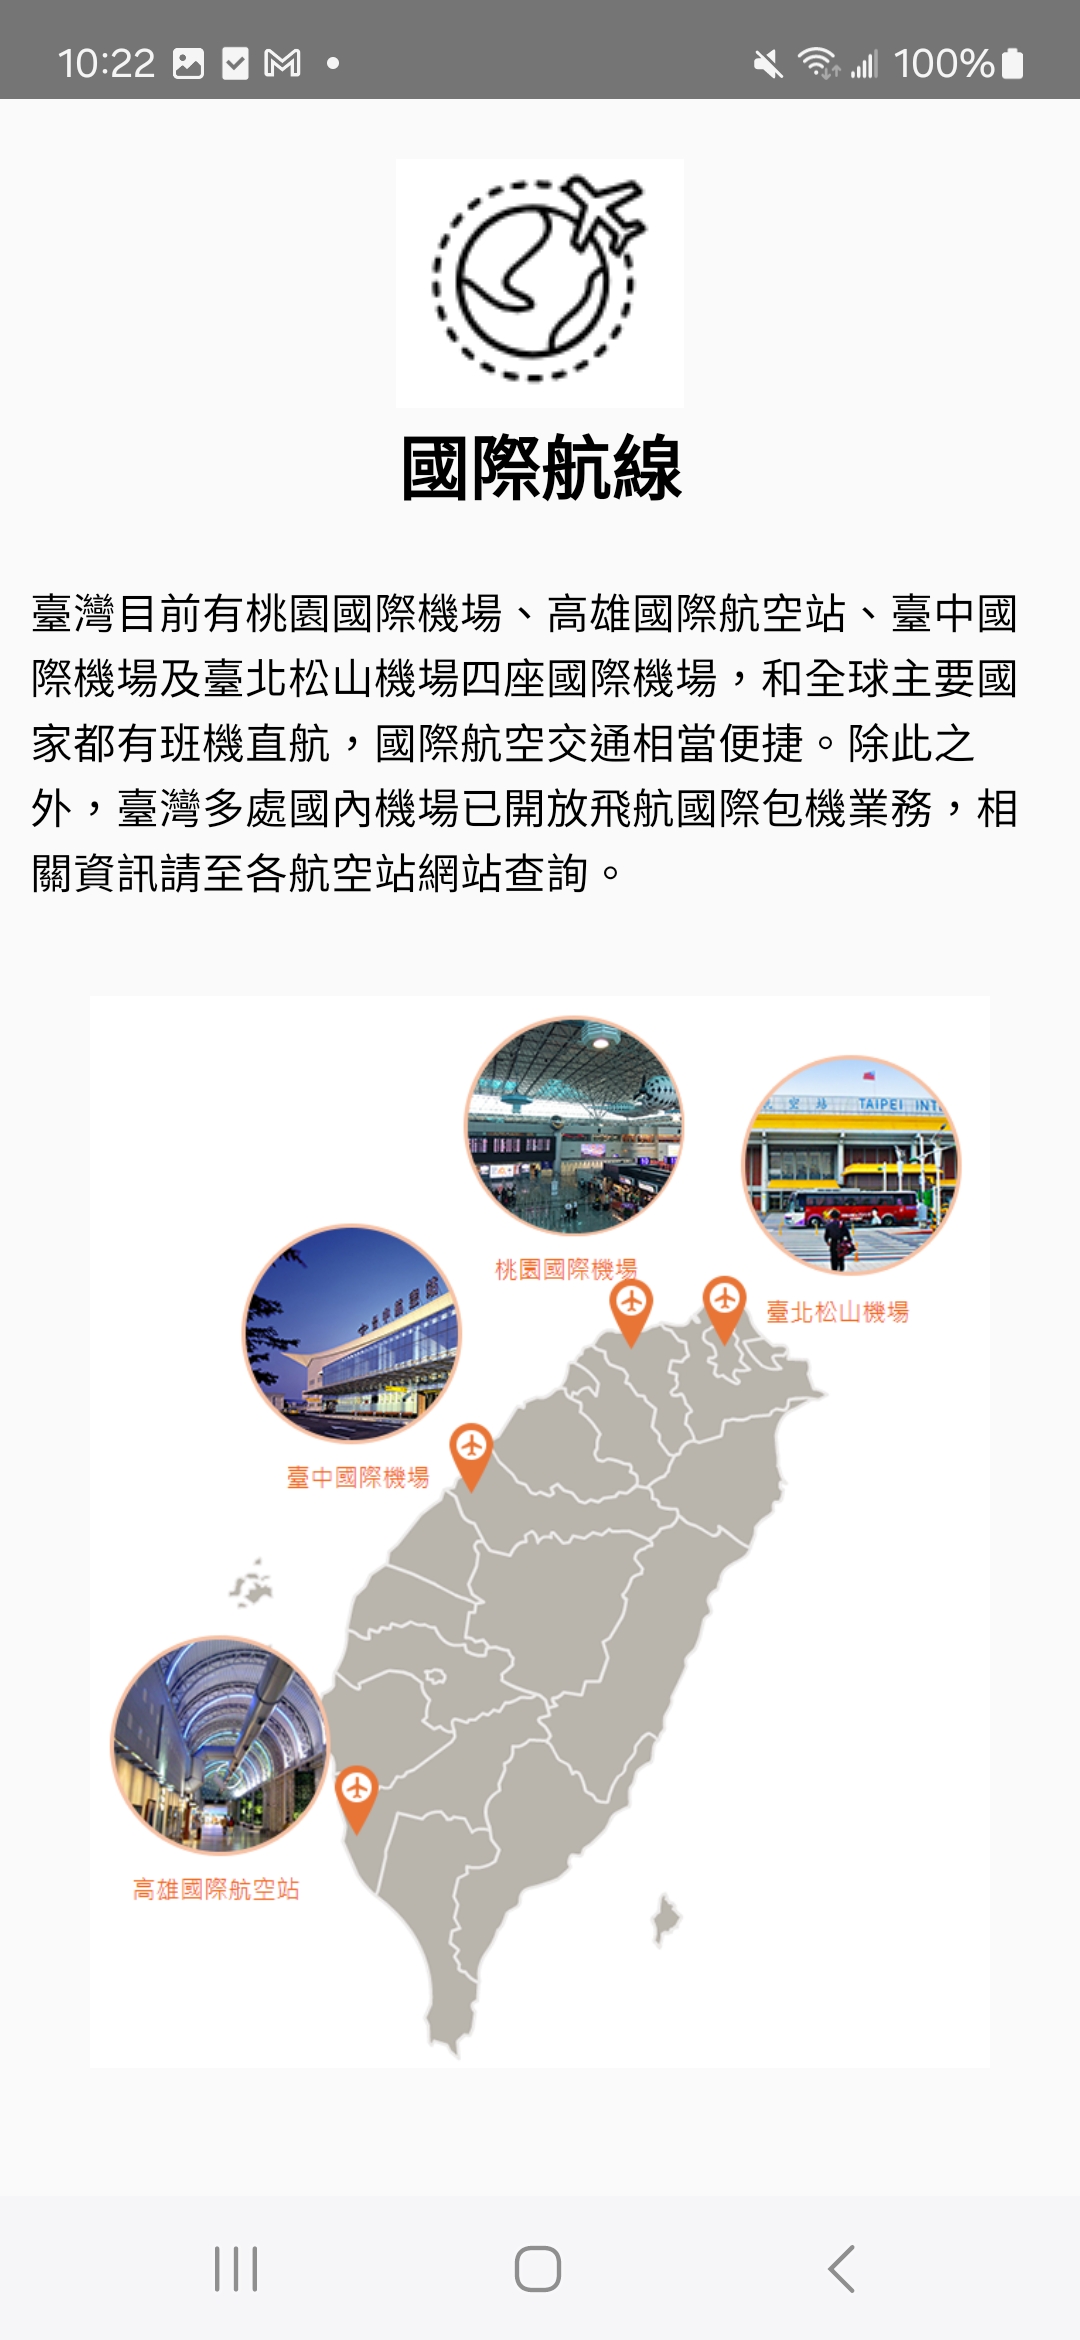 10:22
100%
國際航線
臺灣目前有桃園國際機場、高雄國際航空站、臺中國
際機場及臺北松山機場四座國際機場，和全球主要國
家都有班機直航，國際航空交通相當便捷。除此之
外，臺灣多處國內機場已開放飛航國際包機業務，相
關資訊請至各航空站網站查詢。
空 站 TAIPEI INT
桃園國際機場
臺北松山機場
臺中國際機場
高雄國際航空站